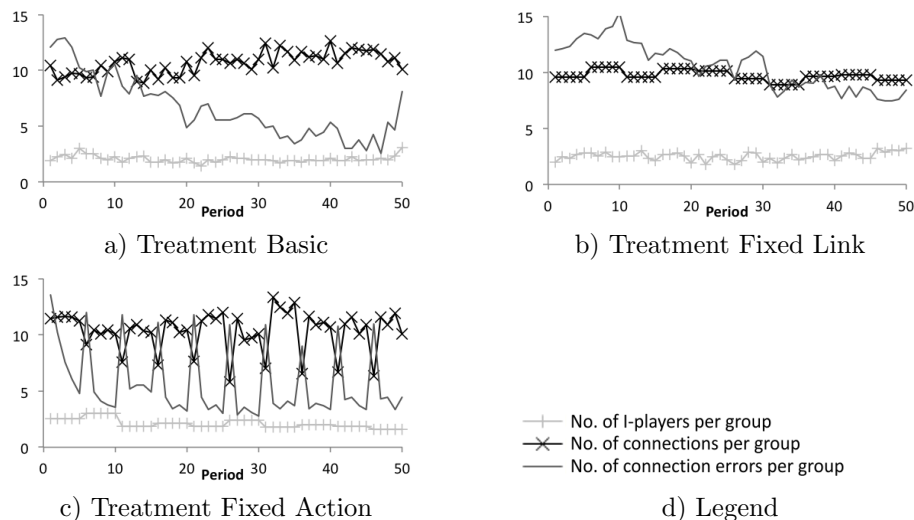 15
10
5
0
0 10 20 30 40 50
Period
a) Treatment Basic
15
10
5
0
0 10 20 30 40 50
Period
b) Treatment Fixed Link
15
10
5
0
0 10 20 30 40 50
Period
c) Treatment Fixed Action
No. of I-players per group
No. of connections per group
No. of connection errors per group
d) Legend